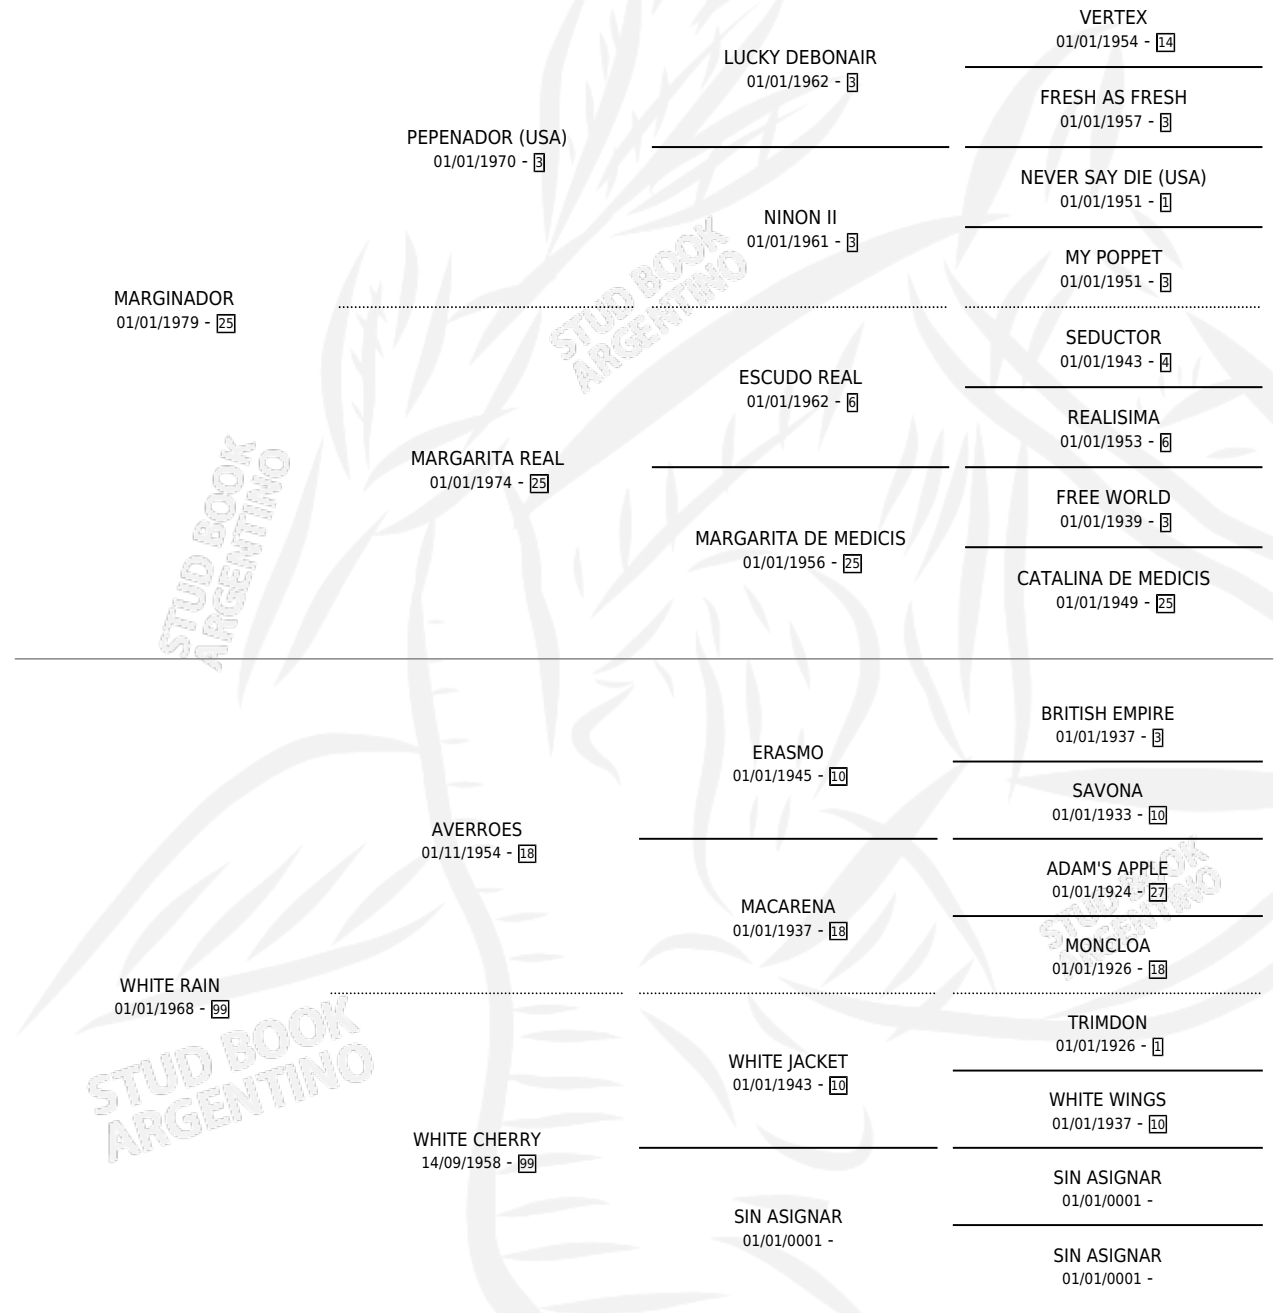 VERTEX
01/01/1954 - 14
LUCKY DEBONAIR
01/01/1962 - 3
FRESH AS FRESH
01/01/1957 - 3
PEPENADOR (USA)
01/01/1970 - 3
NEVER SAY DIE (USA)
01/01/1951 - 1
NINON II
01/01/1961 - 3
MY POPPET
01/01/1951 - 3
MARGINADOR
01/01/1979 - 25
SEDUCTOR
01/01/1943 - 4
ESCUDO REAL
01/01/1962 - 6
REALISIMA
01/01/1953 - 6
MARGARITA REAL
01/01/1974 - 25
FREE WORLD
01/01/1939 - 3
MARGARITA DE MEDICIS
01/01/1956 - 25
CATALINA DE MEDICIS
01/01/1949 - 25
BRITISH EMPIRE
01/01/1937 - 3
ERASMO
01/01/1945 - 10
SAVONA
01/01/1933 - 10
AVERROES
01/11/1954 - 18
ADAM'S APPLE
01/01/1924 - 27
MACARENA
01/01/1937 - 18
MONCLOA
01/01/1926 - 18
WHITE RAIN
01/01/1968 - 99
TRIMDON
01/01/1926 - 1
WHITE JACKET
01/01/1943 - 10
WHITE WINGS
01/01/1937 - 10
WHITE CHERRY
14/09/1958 - 99
SIN ASIGNAR
01/01/0001 -
SIN ASIGNAR
01/01/0001 -
SIN ASIGNAR
01/01/0001 -
STUD BOOK
ARGENTINO
STUD BOOK
ARGENTINO
STUD BOOK
ARGENTINO
STUD BOOK
ARGENTINO